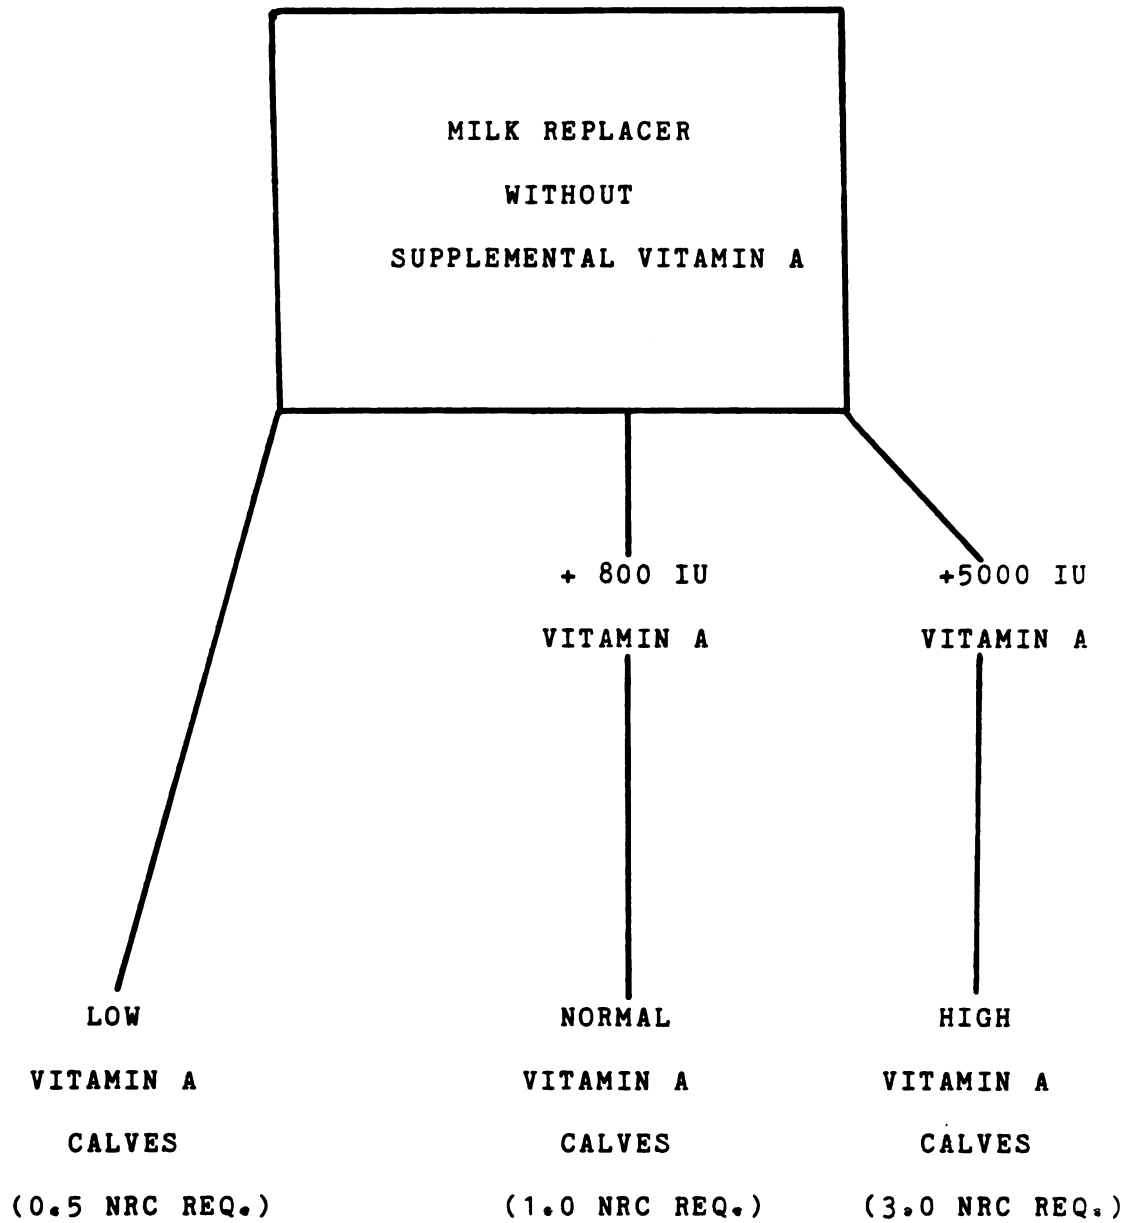 MILK REPLACER
WITHOUT
SUPPLEMENTAL VITAMIN A
+ 800 IU
VITAMIN A
+5000 IU
VITAMIN A
LOW
VITAMIN A
CALVES
(0.5 NRC REQ.)
NORMAL
VITAMIN A
CALVES
(1.0 NRC REQ.)
HIGH
VITAMIN A
CALVES
(3.0 NRC REQ.)